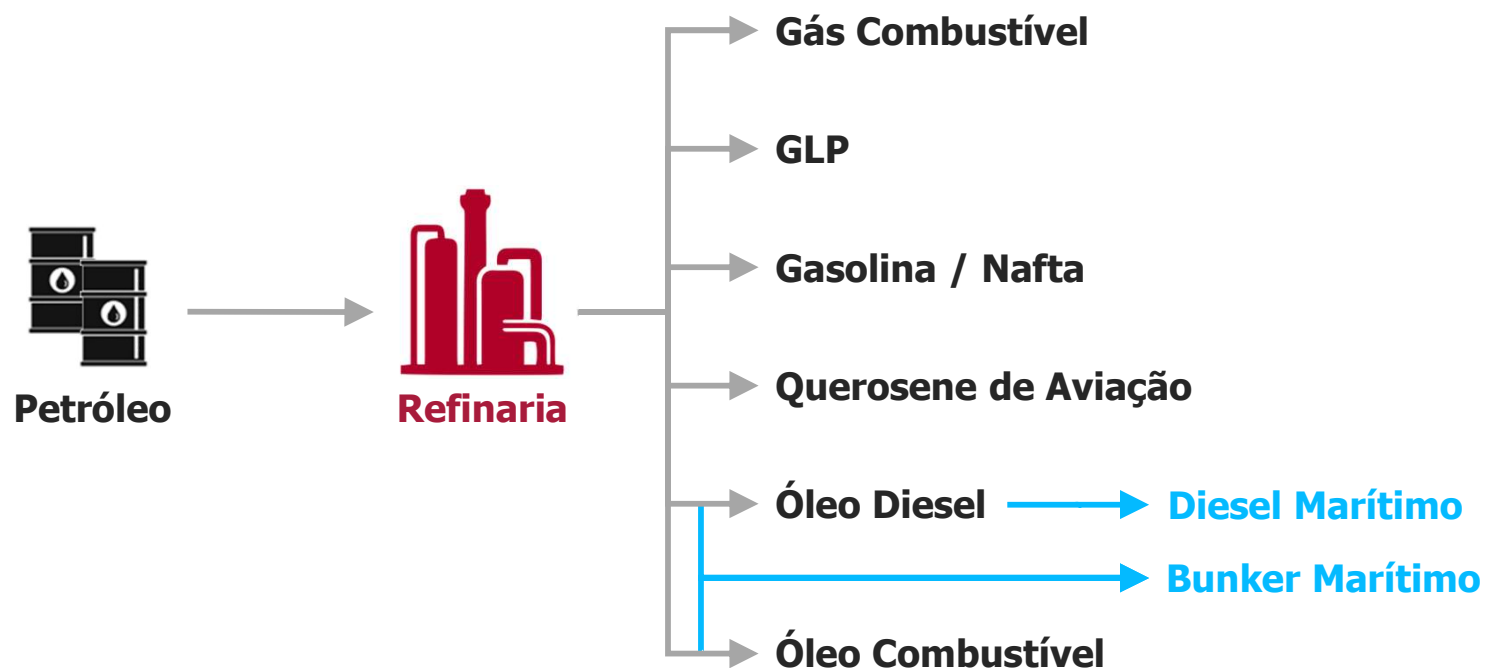 Gás Combustível
GLP
Gasolina / Nafta
Petróleo
Refinaria
Querosene de Aviação
Óleo Diesel
Diesel Marítimo
Bunker Marítimo
Óleo Combustível